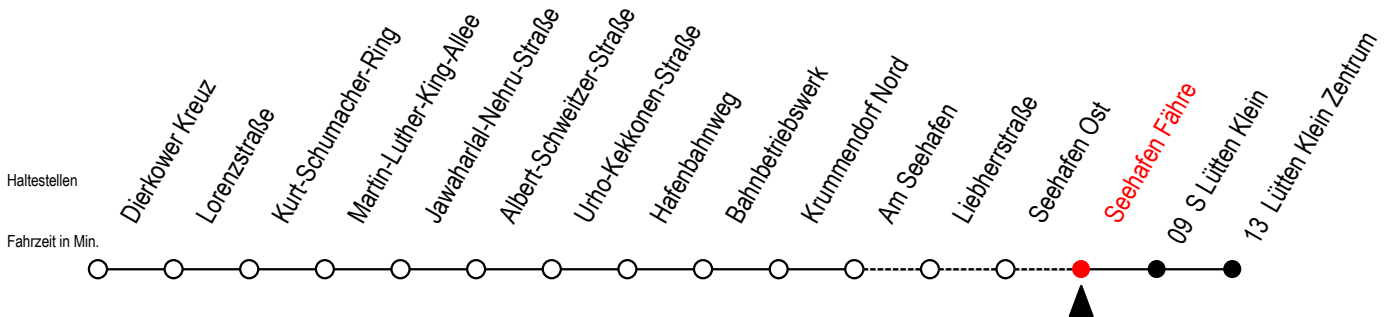 Haltestellen
Fahrzeit in Min.
Dierkower Kreuz
Lorenzstraße
Kurt-Schumacher-Ring
Martin-Luther-King-Allee
Jawaharlal-Nehru-Straße
Albert-Schweitzer-Straße
Urho-Kekkonen-Straße
Hafenbahnweg
Bahnbetriebswerk
Krummendorf Nord
Am Seehafen
Liebherrstraße
Seehafen Ost
Seehafen Fähre
09 S Lütten Klein
13 Lütten Klein Zentrum